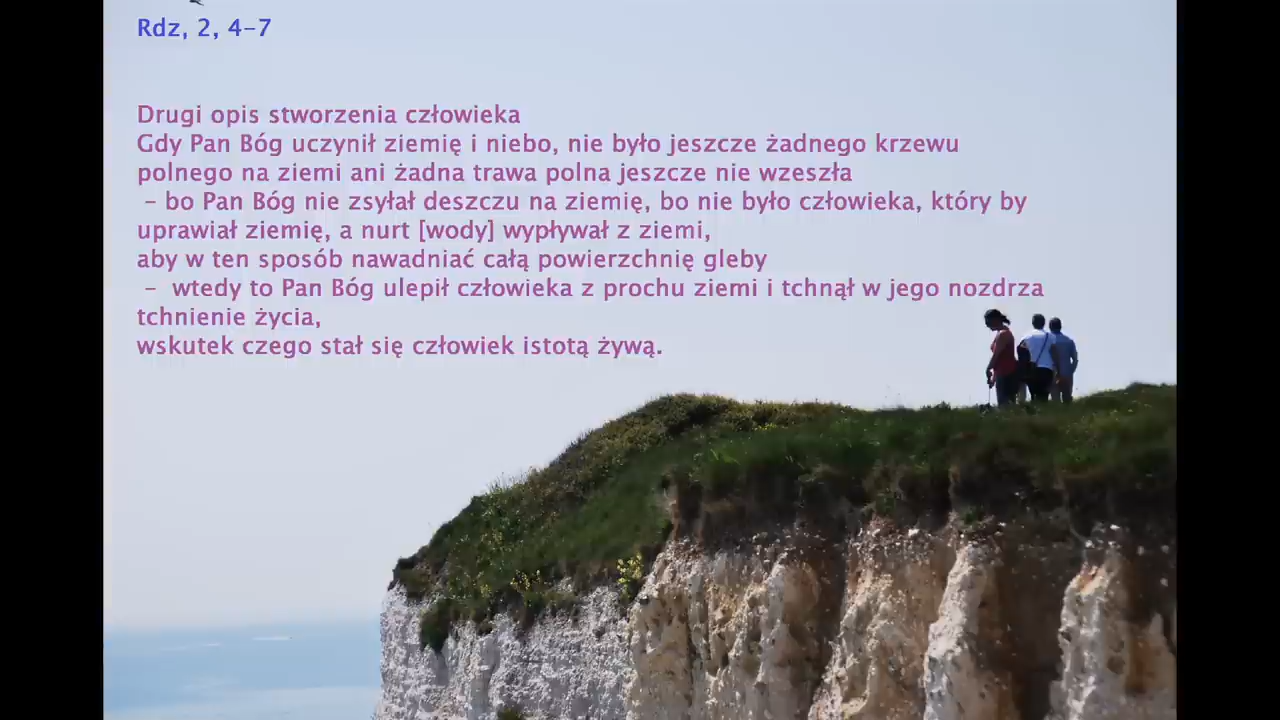 Rdz, 2, 4-7
Drugi opis stworzenia człowieka
Gdy Pan Bóg uczynił ziemię i niebo, nie było jeszcze żadnego krzewu
polnego na ziemi ani żadna trawa polna jeszcze nie wzeszła
– bo Pan Bóg nie zsyłał deszczu na ziemię, bo nie było człowieka, który by
uprawiał ziemię, a nurt [wody] wypływał z ziemi,
aby w ten sposób nawadniać całą powierzchnię gleby
– wtedy to Pan Bóg ulepił człowieka z prochu ziemi i tchnął w jego nozdrza
tchnienie życia,
wskutek czego stał się człowiek istotą żywą.